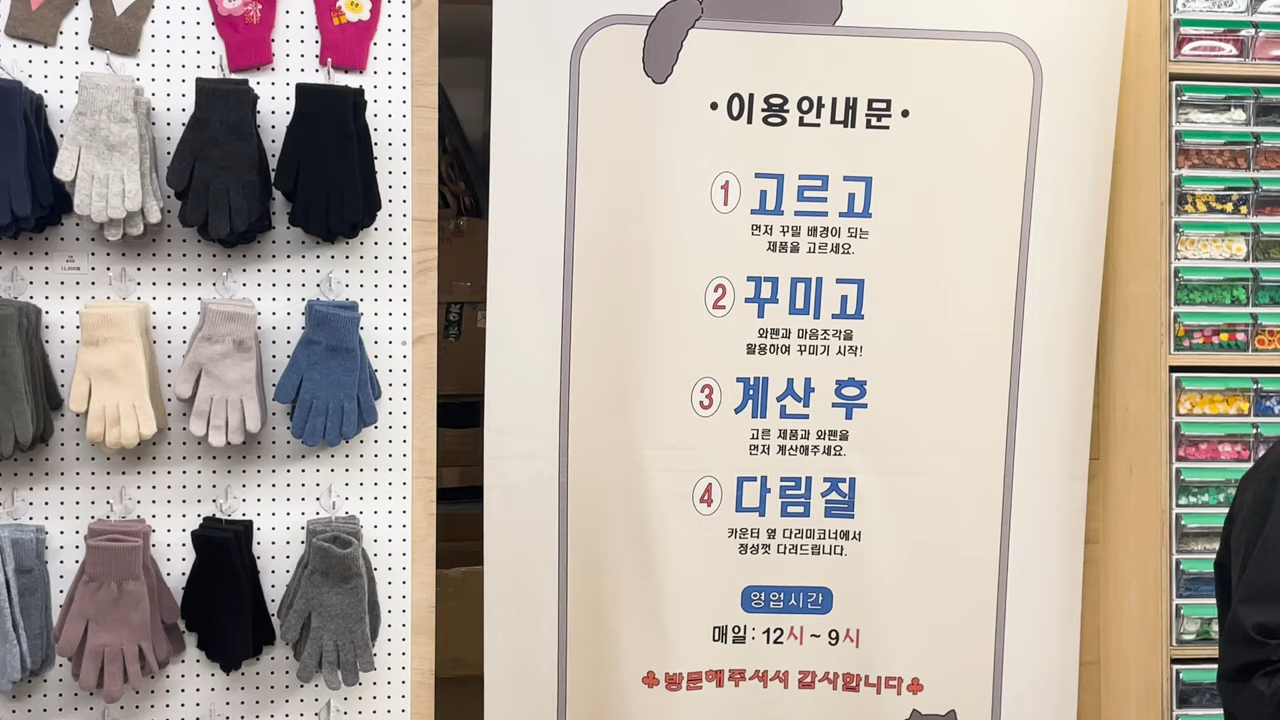 •이용안내문•
① 고르고
먼저 꾸밀 배경이 되는
제품을 고르세요.
② 꾸미고
와펜과 마음조각을
활용하여 꾸미기 시작!
③ 계산 후
고른 제품과 와펜을
먼저 계산해주세요.
④ 다림질
카운터 옆 다리미코너에서
정성껏 다려드립니다.
영업시간
매일: 12시 ~ 9시
♣방문해주셔서 감사합니다♣
12,000원